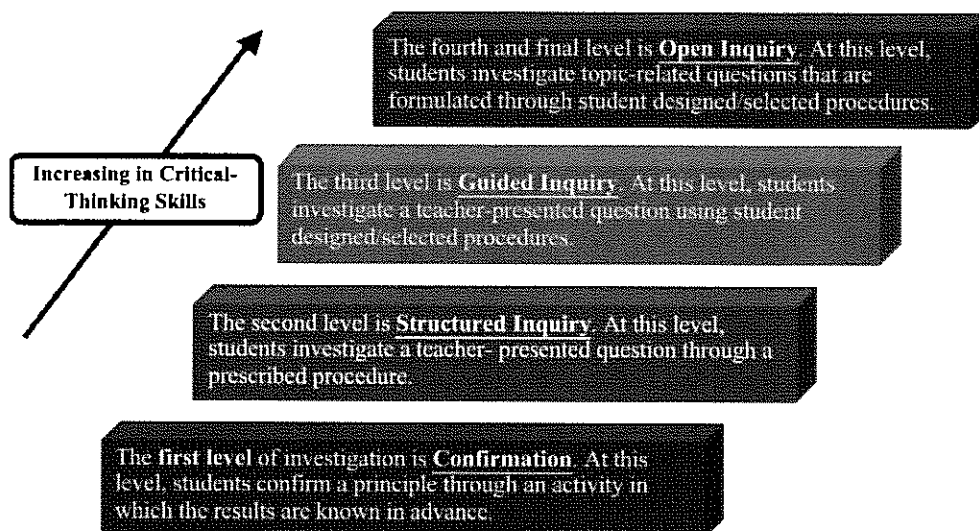 The fourth and final level is Open Inquiry. At this level,
students investigate topic-related questions that are
formulated through student designed/selected procedures.
Increasing in Critical-
Thinking Skills
The third level is Guided Inquiry. At this level, students
investigate a teacher-presented question using student
designed/selected procedures.
The second level is Structured Inquiry. At this level,
students investigate a teacher- presented question through a
prescribed procedure.
The first level of investigation is Confirmation. At this
level, students confirm a principle through an activity in
which the results are known in advance.